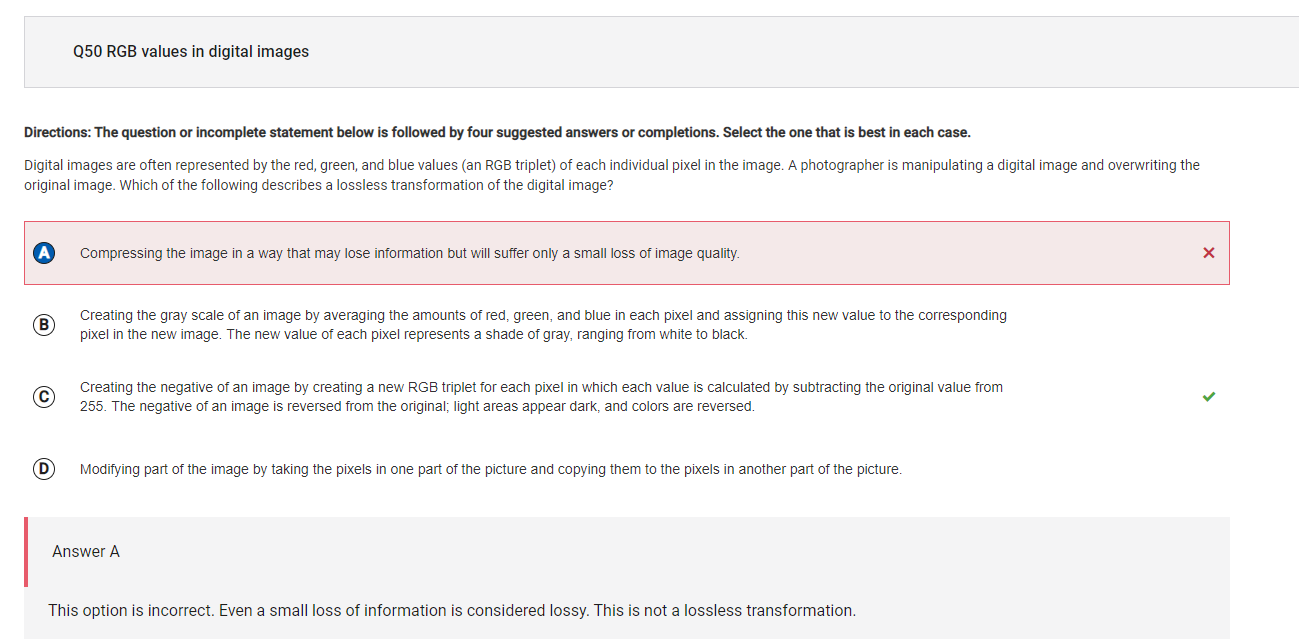 Q50 RGB values in digital images
Directions: The question or incomplete statement below is followed by four suggested answers or completions. Select the one that is best in each case.
Digital images are often represented by the red, green, and blue values (an RGB triplet) of each individual pixel in the image. A photographer is manipulating a digital image and overwriting the
original image. Which of the following describes a lossless transformation of the digital image?
A Compressing the image in a way that may lose information but will suffer only a small loss of image quality.
B Creating the gray scale of an image by averaging the amounts of red, green, and blue in each pixel and assigning this new value to the corresponding
pixel in the new image. The new value of each pixel represents a shade of gray, ranging from white to black.
C Creating the negative of an image by creating a new RGB triplet for each pixel in which each value is calculated by subtracting the original value from
255. The negative of an image is reversed from the original; light areas appear dark, and colors are reversed.
D Modifying part of the image by taking the pixels in one part of the picture and copying them to the pixels in another part of the picture.
Answer A
This option is incorrect. Even a small loss of information is considered lossy. This is not a lossless transformation.